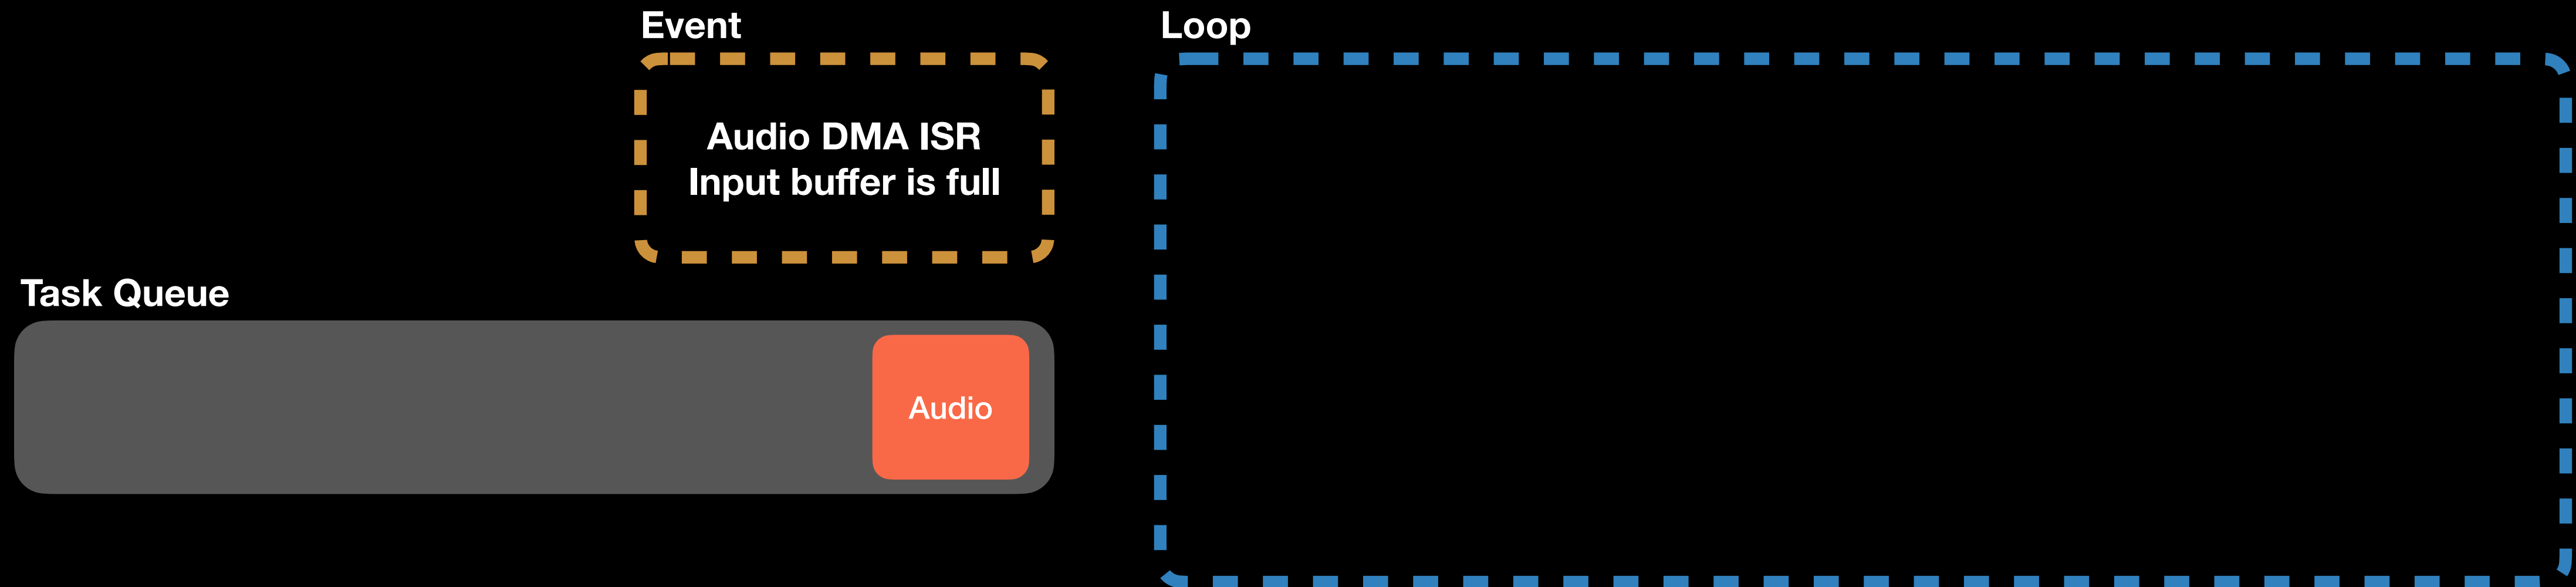 Event
Loop
Audio DMA ISR
Input buffer is full
Task Queue
Audio